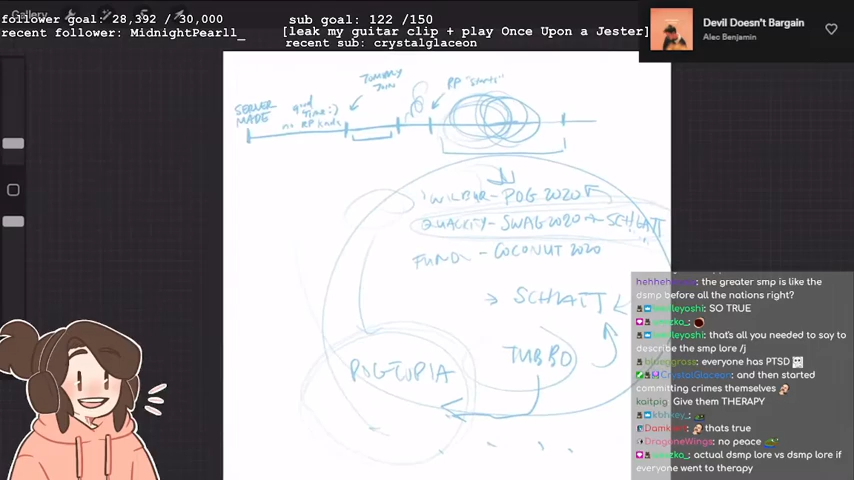 Gallery
follower goal: 28,392 / 30,000
recent follower: MidnightPearll_
sub goal: 122 /150
[leak my guitar clip + play Once Upon a Jester]
recent sub: crystalglaceon
Devil Doesn't Bargain
Alec Benjamin
SERVER MADE
good time :)
no RP kinda
TOMMY JOIN
RP "starts"
WILBUR - POG 2020
QUACKITY - SWAG 2020 + SCHLATT
FUNDY - COCONUT 2020
→ SCHLATT
POGTOPIA
TUBBO
the greater smp is like the
dsmp before all the nations right?
SO TRUE
that's all you needed to say to
describe the smp lore /j
blueggross: everyone has PTSD
CrystalGlaceon: and then started
committing crimes themselves
kaitpig: Give them THERAPY
kbhkey_:
thats true
DragoneWings: no peace
actual dsmp lore vs dsmp lore if
everyone went to therapy